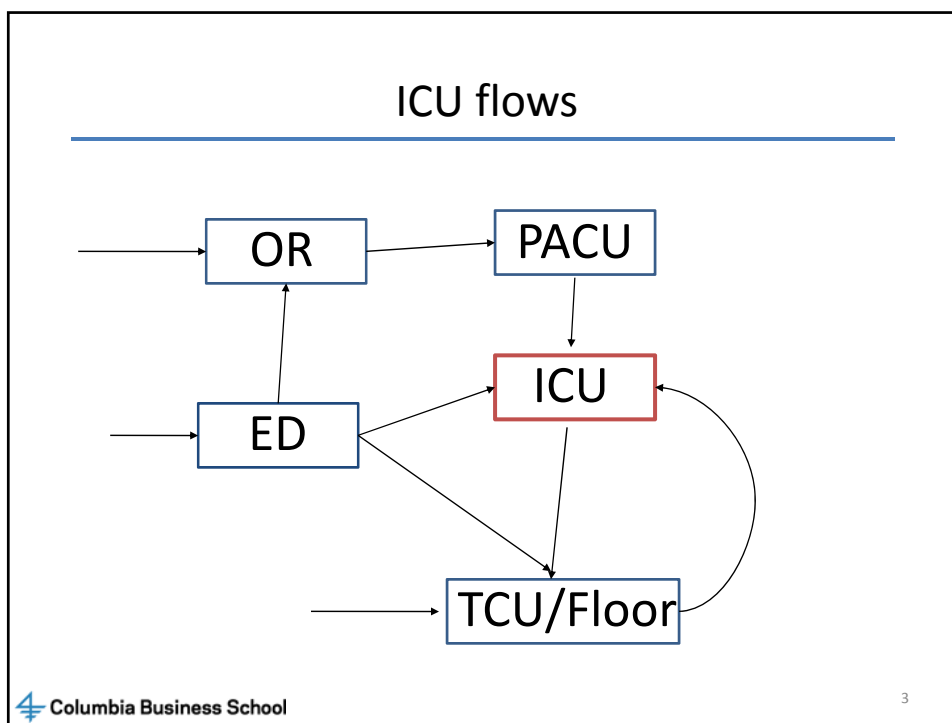 ICU flows
OR
PACU
ICU
ED
TCU/Floor
Columbia Business School
3